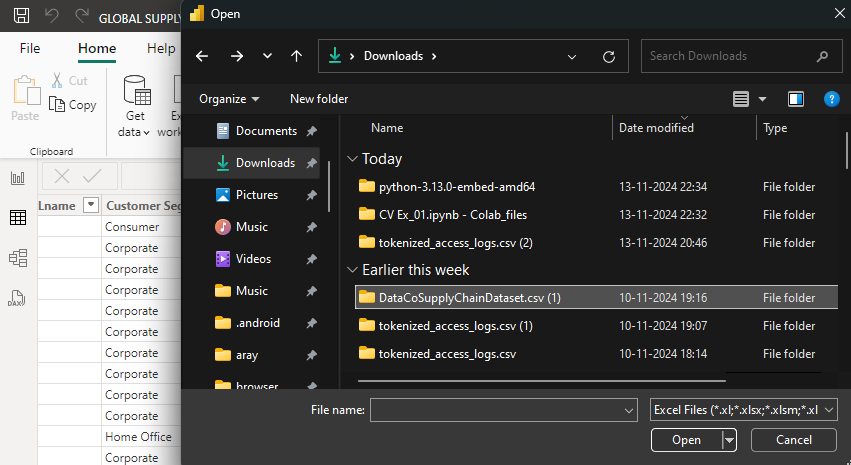 GLOBAL SUPPLY
Open
File
Home
Help
Cut
Copy
Paste
Get
data
Clipboard
Downloads
Search Downloads
Organize
New folder
Documents
Downloads
Pictures
Music
Videos
Music
.android
aray
browser
Name
Date modified
Type
Today
python-3.13.0-embed-amd64
13-11-2024 22:34
File folder
CV Ex_01.ipynb - Colab_files
13-11-2024 22:32
File folder
tokenized_access_logs.csv (2)
13-11-2024 20:46
File folder
Earlier this week
DataCoSupplyChainDataset.csv (1)
10-11-2024 19:16
File folder
tokenized_access_logs.csv (1)
10-11-2024 19:07
File folder
tokenized_access_logs.csv
10-11-2024 18:14
File folder
Lname
Customer Seg
Consumer
Corporate
Corporate
Corporate
Corporate
Corporate
Corporate
Corporate
Corporate
Corporate
Home Office
Corporate
DAX
File name:
Excel Files (*.xl;*.xlsx;*.xlsm;*.xl
Open
Cancel